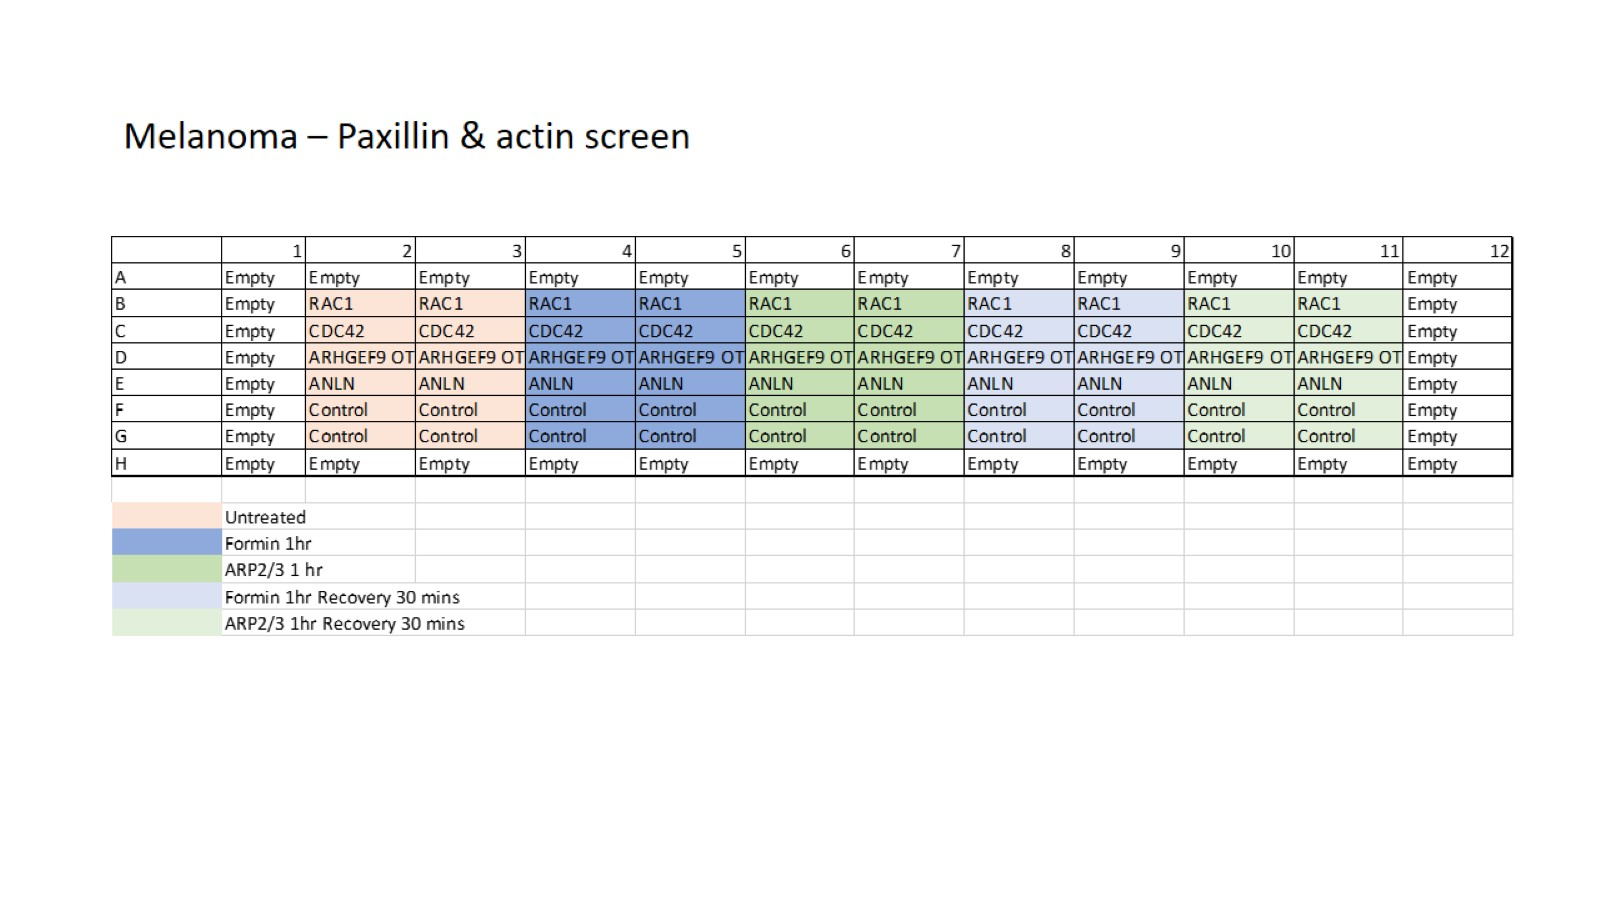 Melanoma – Paxillin & actin screen
1 2 3 4 5 6 7 8 9 10 11 12
A Empty Empty Empty Empty Empty Empty Empty Empty Empty Empty Empty Empty
B Empty RAC1 RAC1 RAC1 RAC1 RAC1 RAC1 RAC1 RAC1 RAC1 RAC1 Empty
C Empty CDC42 CDC42 CDC42 CDC42 CDC42 CDC42 CDC42 CDC42 CDC42 CDC42 Empty
D Empty ARHGEF9 OT ARHGEF9 OT ARHGEF9 OT ARHGEF9 OT ARHGEF9 OT ARHGEF9 OT ARHGEF9 OT ARHGEF9 OT ARHGEF9 OT ARHGEF9 OT Empty
E Empty ANLN ANLN ANLN ANLN ANLN ANLN ANLN ANLN ANLN ANLN Empty
F Empty Control Control Control Control Control Control Control Control Control Control Empty
G Empty Control Control Control Control Control Control Control Control Control Control Empty
H Empty Empty Empty Empty Empty Empty Empty Empty Empty Empty Empty Empty
Untreated
Formin 1hr
ARP2/3 1 hr
Formin 1hr Recovery 30 mins
ARP2/3 1hr Recovery 30 mins